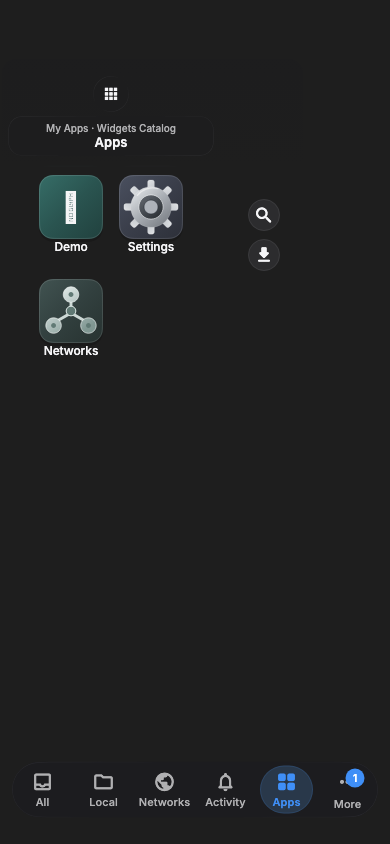 My Apps · Widgets Catalog
Apps
Demo
Settings
Networks
1
All
Local
Networks
Activity
Apps
More